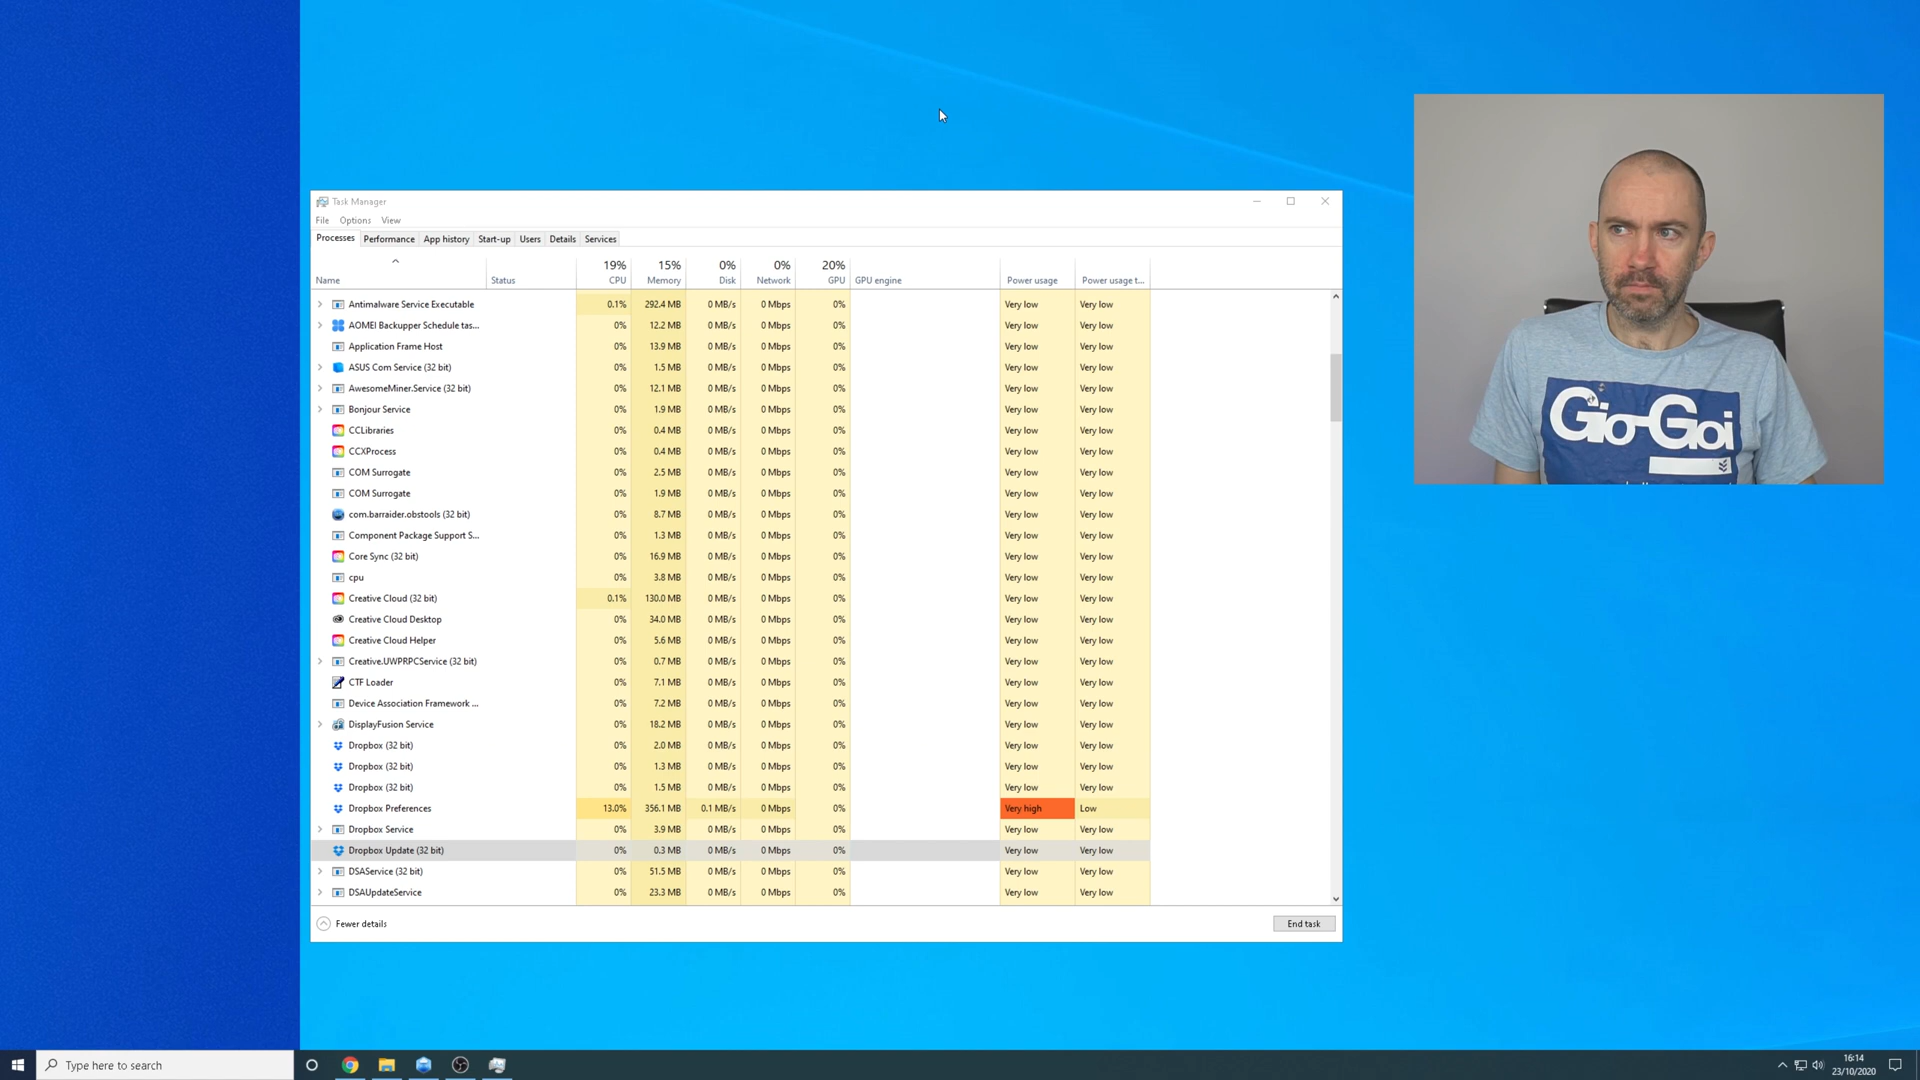 Task Manager
File Options View
Processes Performance App history Start-up Users Details Services
19% 15% 0% 0% 20%
Name Status CPU Memory Disk Network GPU GPU engine Power usage Power usage t...
Antimalware Service Executable 0.1% 292.4 MB 0 MB/s 0 Mbps 0% Very low Very low
AOMEI Backupper Schedule tas... 0% 12.2 MB 0 MB/s 0 Mbps 0% Very low Very low
Application Frame Host 0% 13.9 MB 0 MB/s 0 Mbps 0% Very low Very low
ASUS Com Service (32 bit) 0% 1.5 MB 0 MB/s 0 Mbps 0% Very low Very low
AwesomeMiner.Service (32 bit) 0% 12.1 MB 0 MB/s 0 Mbps 0% Very low Very low
Bonjour Service 0% 1.9 MB 0 MB/s 0 Mbps 0% Very low Very low
CCLibraries 0% 0.4 MB 0 MB/s 0 Mbps 0% Very low Very low
CCXProcess 0% 0.4 MB 0 MB/s 0 Mbps 0% Very low Very low
COM Surrogate 0% 2.5 MB 0 MB/s 0 Mbps 0% Very low Very low
COM Surrogate 0% 1.9 MB 0 MB/s 0 Mbps 0% Very low Very low
com.barraider.obstools (32 bit) 0% 8.7 MB 0 MB/s 0 Mbps 0% Very low Very low
Component Package Support S... 0% 1.3 MB 0 MB/s 0 Mbps 0% Very low Very low
Core Sync (32 bit) 0% 16.9 MB 0 MB/s 0 Mbps 0% Very low Very low
cpu 0% 3.8 MB 0 MB/s 0 Mbps 0% Very low Very low
Creative Cloud (32 bit) 0.1% 130.0 MB 0 MB/s 0 Mbps 0% Very low Very low
Creative Cloud Desktop 0% 34.0 MB 0 MB/s 0 Mbps 0% Very low Very low
Creative Cloud Helper 0% 5.6 MB 0 MB/s 0 Mbps 0% Very low Very low
Creative.UWPRPCService (32 bit) 0% 0.7 MB 0 MB/s 0 Mbps 0% Very low Very low
CTF Loader 0% 7.1 MB 0 MB/s 0 Mbps 0% Very low Very low
Device Association Framework ... 0% 7.2 MB 0 MB/s 0 Mbps 0% Very low Very low
DisplayFusion Service 0% 18.2 MB 0 MB/s 0 Mbps 0% Very low Very low
Dropbox (32 bit) 0% 2.0 MB 0 MB/s 0 Mbps 0% Very low Very low
Dropbox (32 bit) 0% 1.3 MB 0 MB/s 0 Mbps 0% Very low Very low
Dropbox (32 bit) 0% 1.5 MB 0 MB/s 0 Mbps 0% Very low Very low
Dropbox Preferences 13.0% 356.1 MB 0.1 MB/s 0 Mbps 0% Very high Low
Dropbox Service 0% 3.9 MB 0 MB/s 0 Mbps 0% Very low Very low
Dropbox Update (32 bit) 0% 0.3 MB 0 MB/s 0 Mbps 0% Very low Very low
DSAService (32 bit) 0% 51.5 MB 0 MB/s 0 Mbps 0% Very low Very low
DSAUpdateService 0% 23.3 MB 0 MB/s 0 Mbps 0% Very low Very low
Fewer details End task
Gio-Goi
Type here to search
16:14
23/10/2020